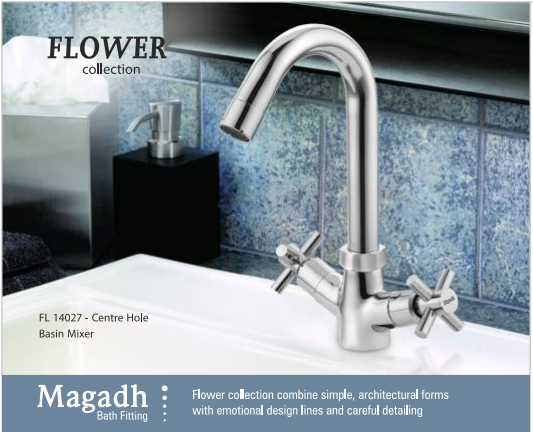 FLOWER
collection
FL 14027 - Centre Hole
Basin Mixer
Magadh
Bath Fitting
Flower collection combine simple, architectural forms
with emotional design lines and careful detailing